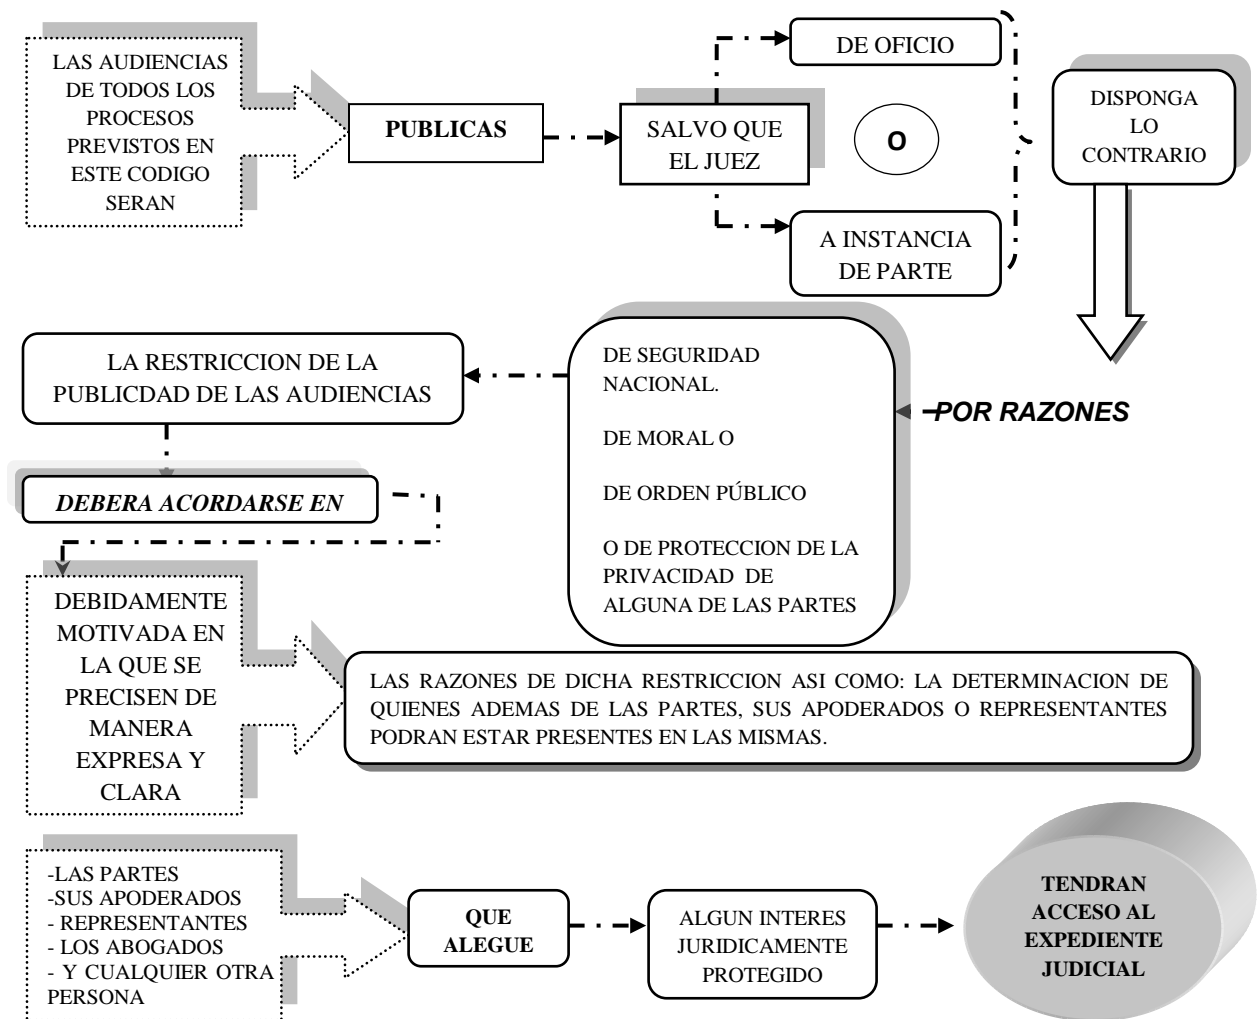 LAS AUDIENCIAS
DE TODOS LOS
PROCESOS
PREVISTOS EN
ESTE CODIGO
SERAN
PUBLICAS
SALVO QUE
EL JUEZ
DE OFICIO
O
A INSTANCIA
DE PARTE
DISPONGA
LO
CONTRARIO
POR RAZONES
DE SEGURIDAD
NACIONAL.
DE MORAL O
DE ORDEN PÚBLICO
O DE PROTECCION DE LA
PRIVACIDAD DE
ALGUNA DE LAS PARTES
LA RESTRICCION DE LA
PUBLICDAD DE LAS AUDIENCIAS
DEBERA ACORDARSE EN
DEBIDAMENTE
MOTIVADA EN
LA QUE SE
PRECISEN DE
MANERA
EXPRESA Y
CLARA
LAS RAZONES DE DICHA RESTRICCION ASI COMO: LA DETERMINACION DE
QUIENES ADEMAS DE LAS PARTES, SUS APODERADOS O REPRESENTANTES
PODRAN ESTAR PRESENTES EN LAS MISMAS.
-LAS PARTES
-SUS APODERADOS
- REPRESENTANTES
- LOS ABOGADOS
- Y CUALQUIER OTRA
PERSONA
QUE
ALEGUE
ALGUN INTERES
JURIDICAMENTE
PROTEGIDO
TENDRAN
ACCESO AL
EXPEDIENTE
JUDICIAL